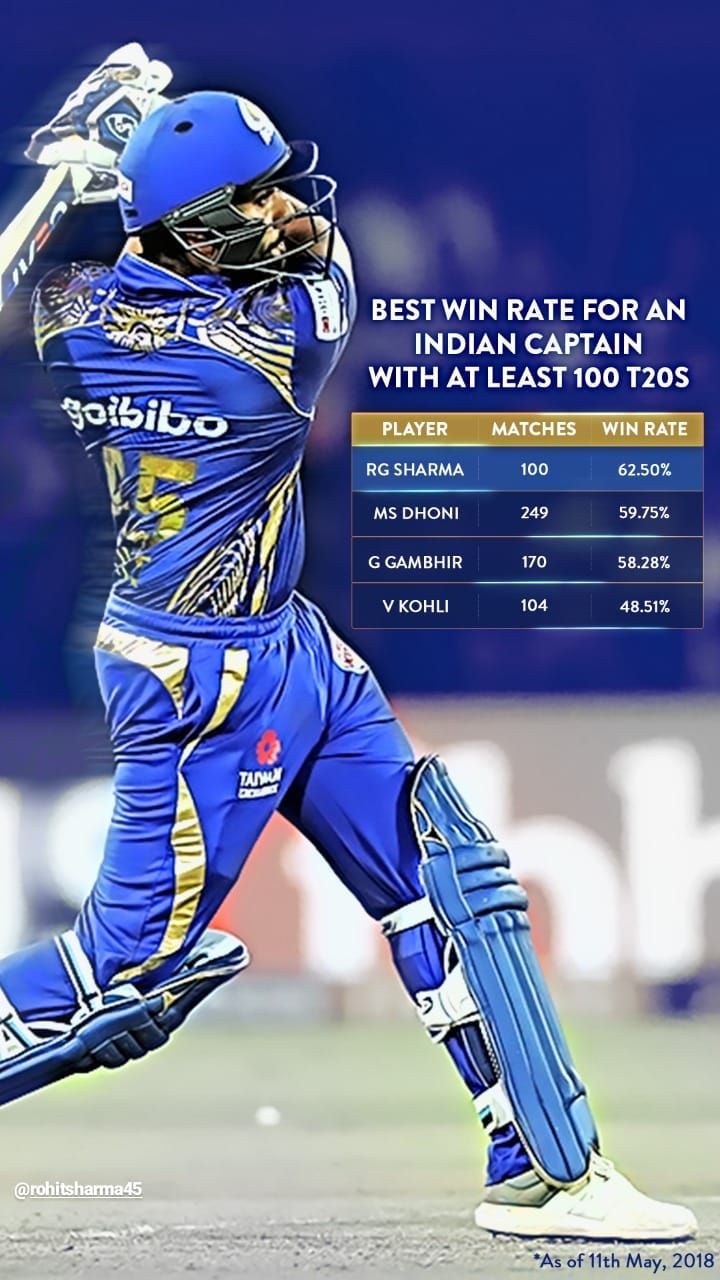 BEST WIN RATE FOR AN
INDIAN CAPTAIN
WITH AT LEAST 100 T20S
PLAYER MATCHES WIN RATE
RG SHARMA 100 62.50%
MS DHONI 249 59.75%
G GAMBHIR 170 58.28%
V KOHLI 104 48.51%
goibibo
45
@rohitsharma45
*As of 11th May, 2018